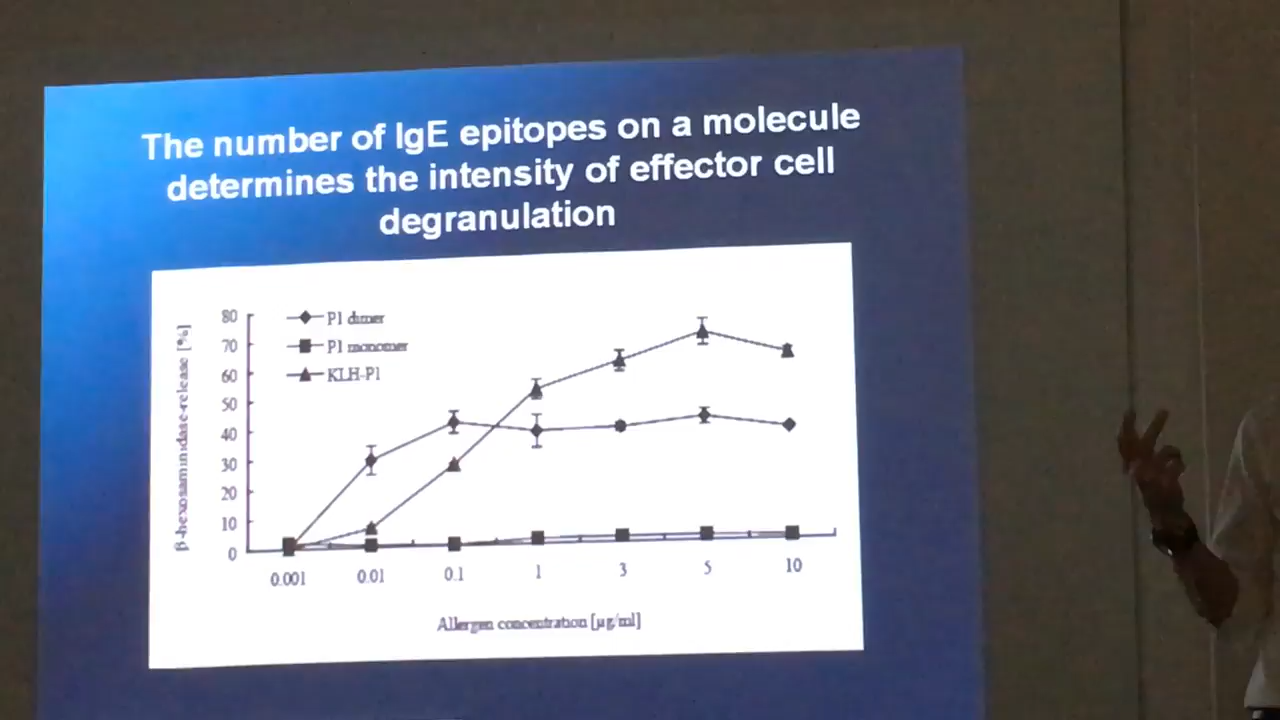 The number of IgE epitopes on a molecule
determines the intensity of effector cell
degranulation
80
70
60
50
40
30
20
10
0
β-hexosaminidase-release [%]
P1 dimer
P1 monomer
KLH-P1
0.001 0.01 0.1 1 3 5 10
Allergen concentration [µg/ml]